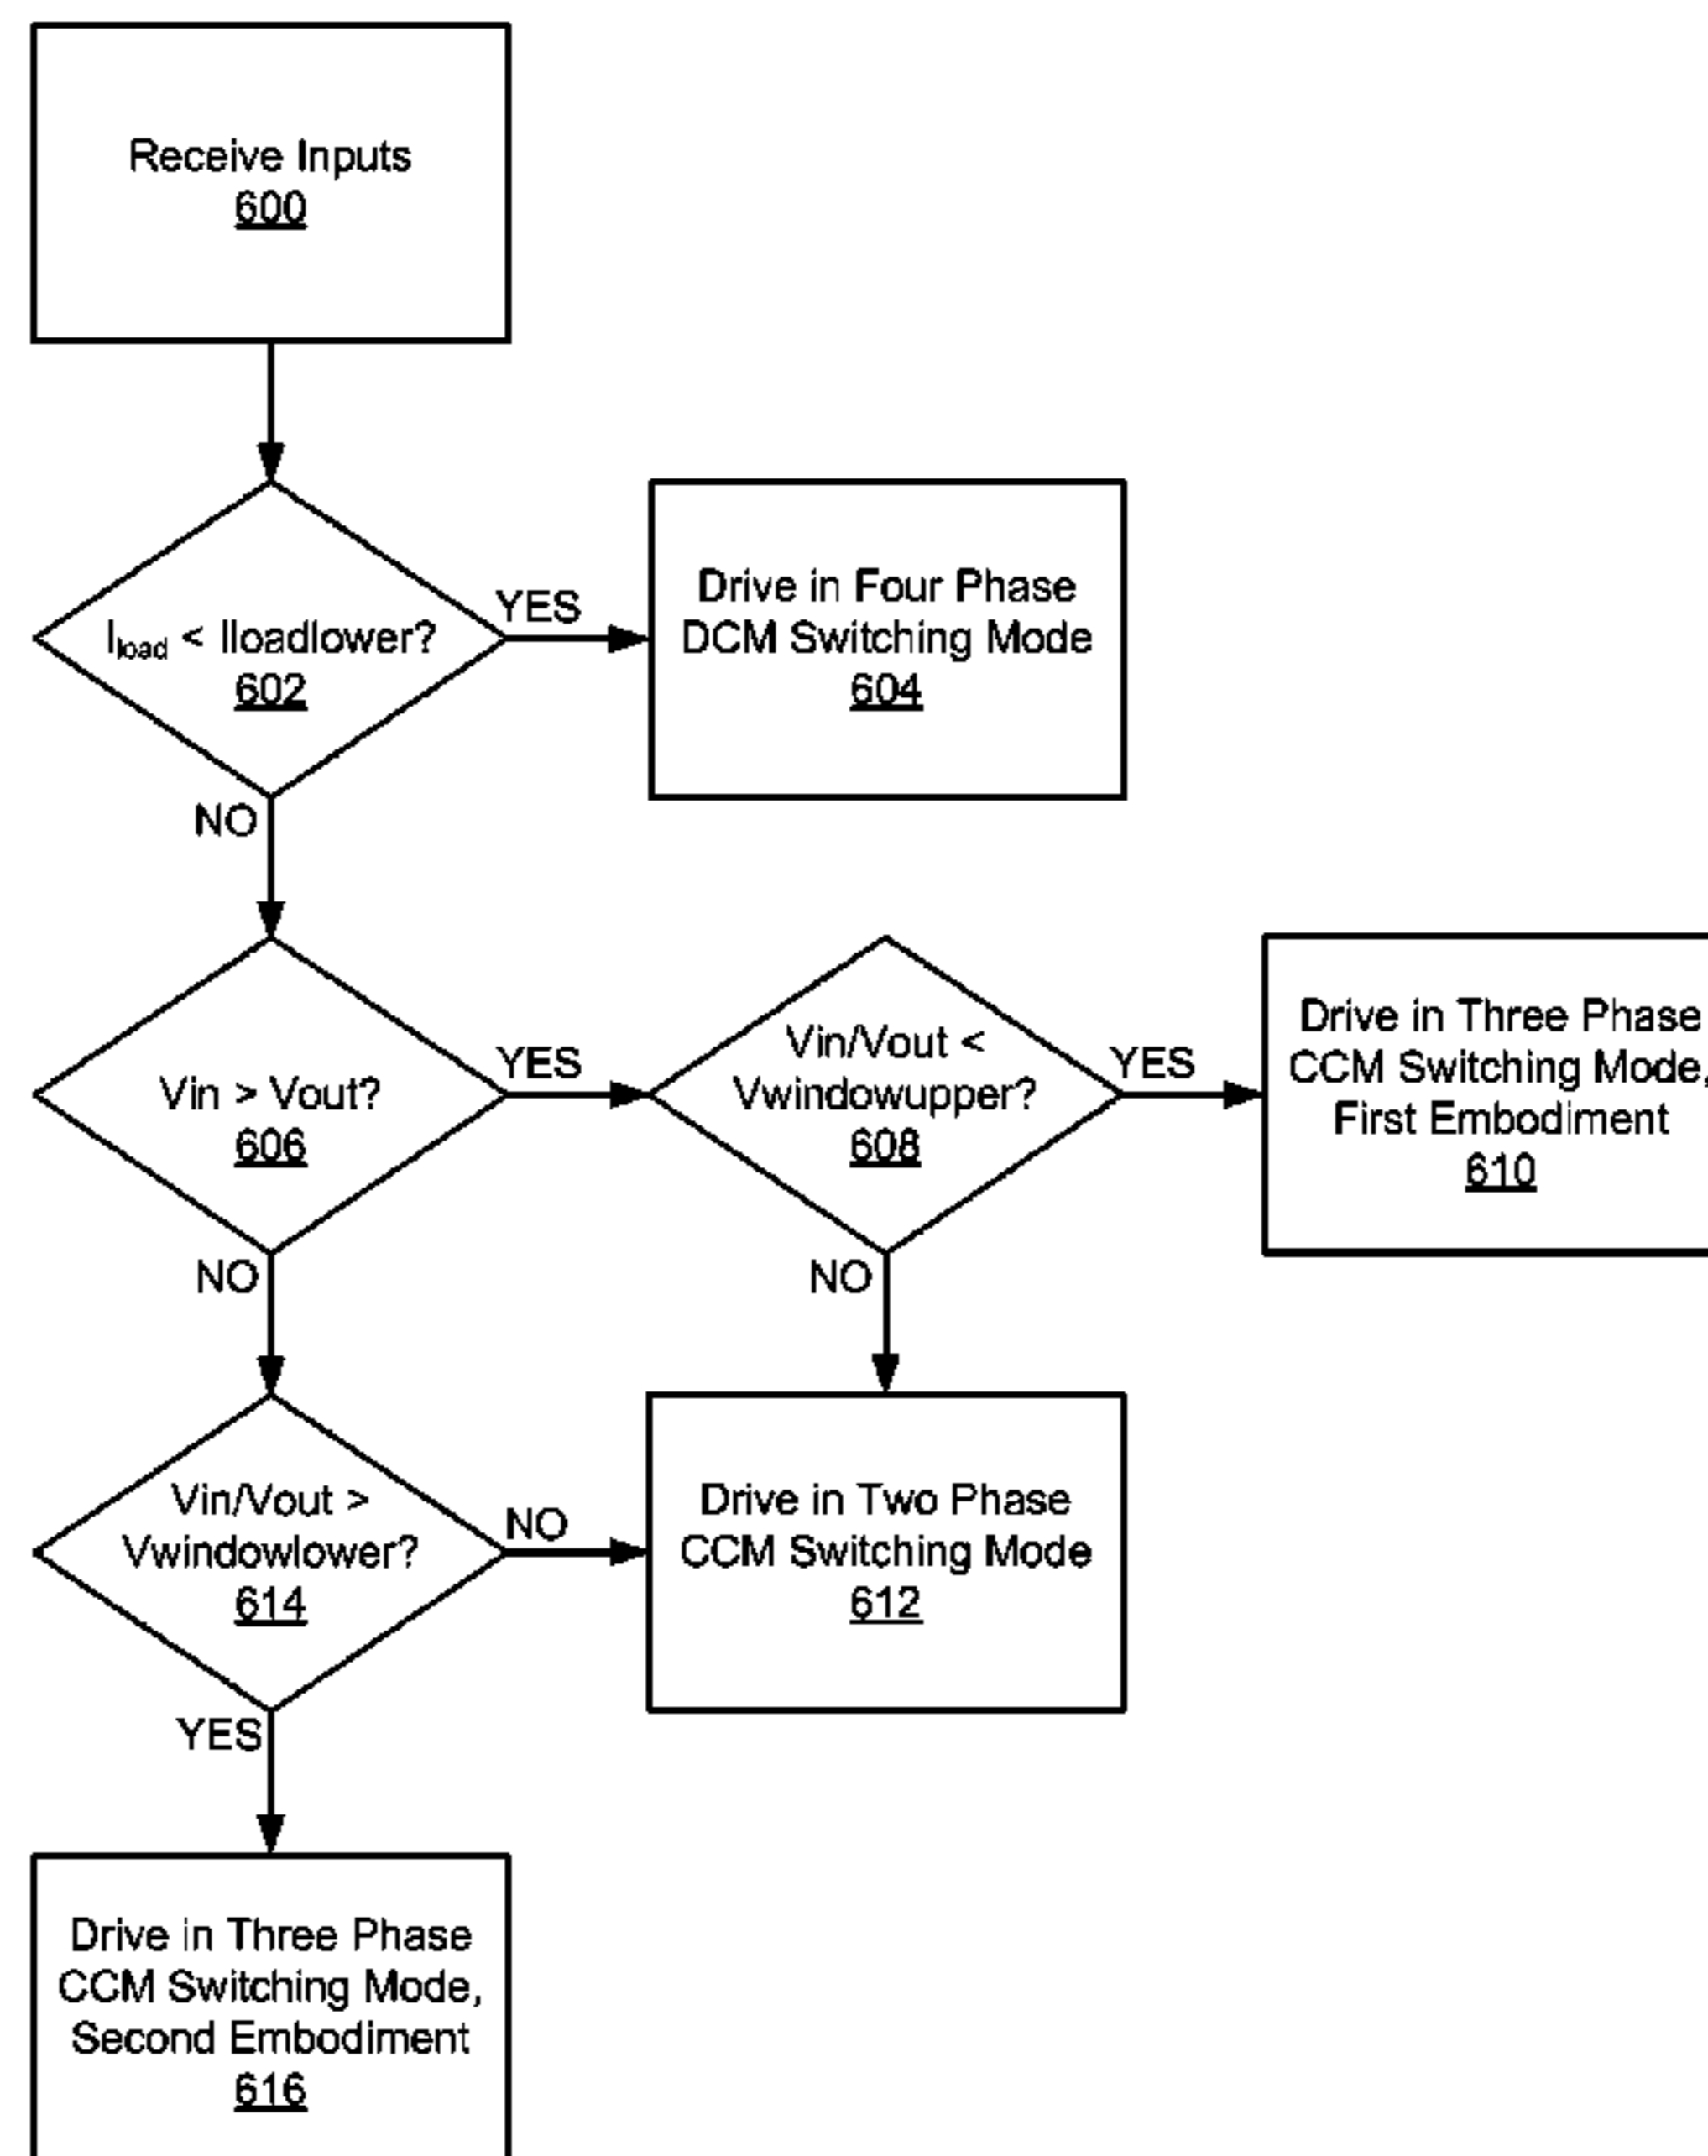 Receive Inputs
600
Iload < Iloadlower?
602
YES
Drive in Four Phase
DCM Switching Mode
604
NO
Vin > Vout?
606
YES
Vin/Vout <
Vwindowupper?
608
YES
Drive in Three Phase
CCM Switching Mode,
First Embodiment
610
NO
NO
Vin/Vout >
Vwindowlower?
614
NO
Drive in Two Phase
CCM Switching Mode
612
YES
Drive in Three Phase
CCM Switching Mode,
Second Embodiment
616